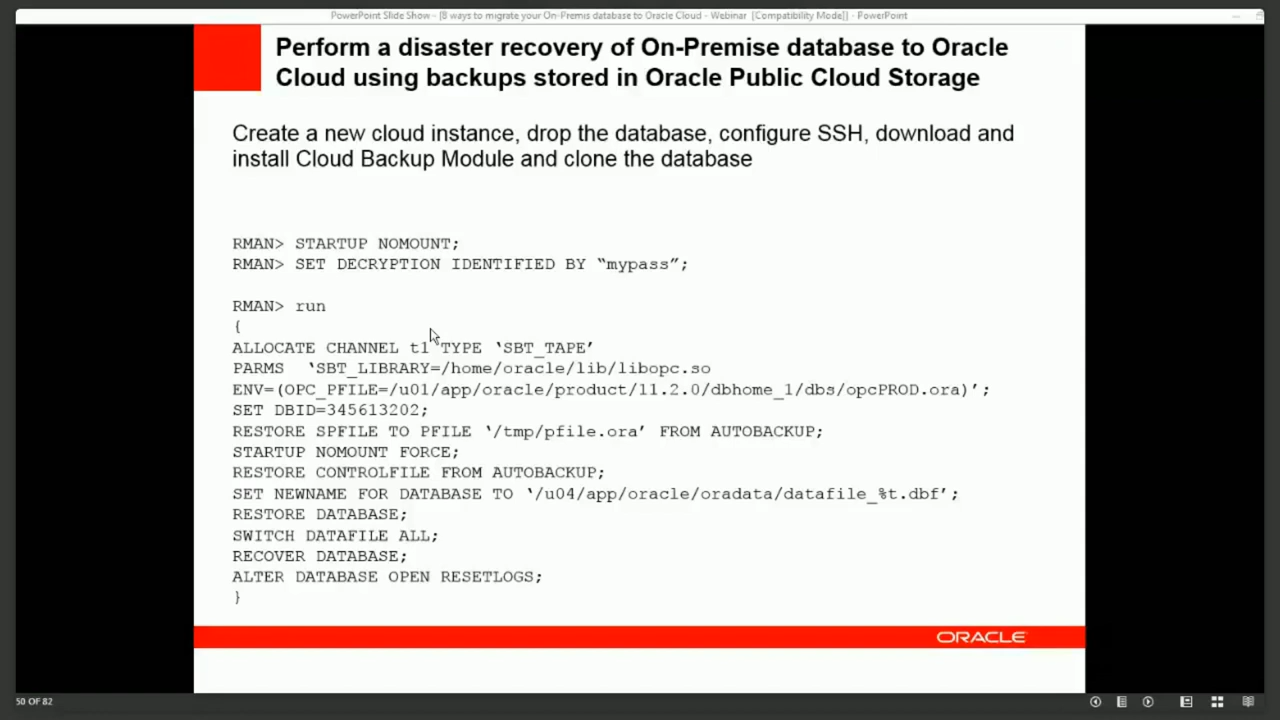 PowerPoint Slide Show - [8 ways to migrate your On-Premis database to Oracle Cloud - Webinar [Compatibility Mode]] - PowerPoint
Perform a disaster recovery of On-Premise database to Oracle
Cloud using backups stored in Oracle Public Cloud Storage
Create a new cloud instance, drop the database, configure SSH, download and
install Cloud Backup Module and clone the database
RMAN> STARTUP NOMOUNT;
RMAN> SET DECRYPTION IDENTIFIED BY “mypass”;
RMAN> run
{
ALLOCATE CHANNEL t1 TYPE ‘SBT_TAPE’
PARMS ‘SBT_LIBRARY=/home/oracle/lib/libopc.so
ENV=(OPC_PFILE=/u01/app/oracle/product/11.2.0/dbhome_1/dbs/opcPROD.ora)’;
SET DBID=345613202;
RESTORE SPFILE TO PFILE ‘/tmp/pfile.ora’ FROM AUTOBACKUP;
STARTUP NOMOUNT FORCE;
RESTORE CONTROLFILE FROM AUTOBACKUP;
SET NEWNAME FOR DATABASE TO ‘/u04/app/oracle/oradata/datafile_%t.dbf’;
RESTORE DATABASE;
SWITCH DATAFILE ALL;
RECOVER DATABASE;
ALTER DATABASE OPEN RESETLOGS;
}
ORACLE
50 OF 82